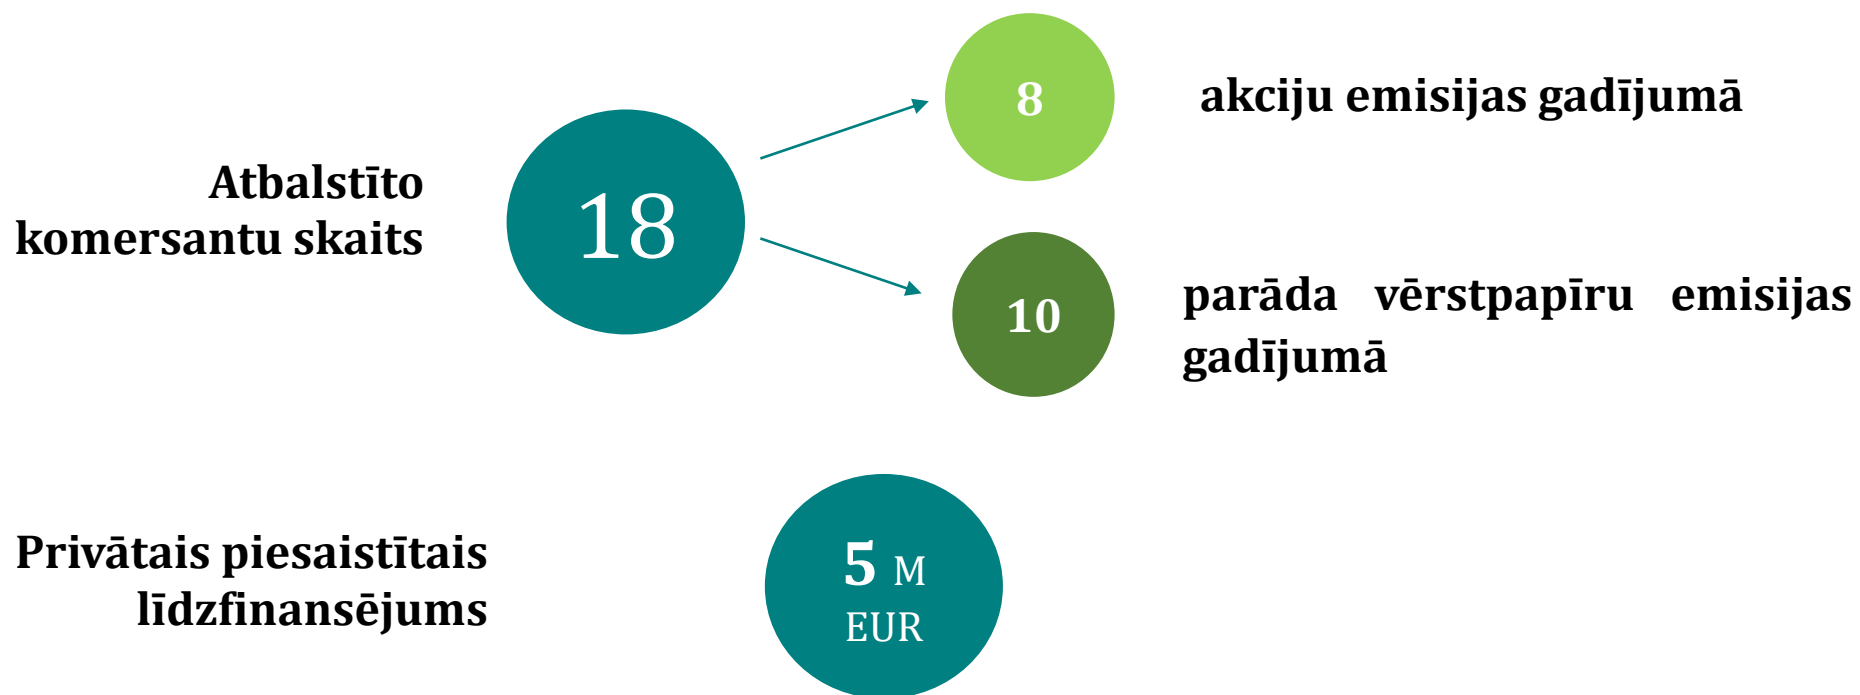 Atbalstīto
komersantu skaits
18
8
akciju emisijas gadījumā
10
parāda vērstpapīru emisijas
gadījumā
Privātais piesaistītais
līdzfinansējums
5 M
EUR